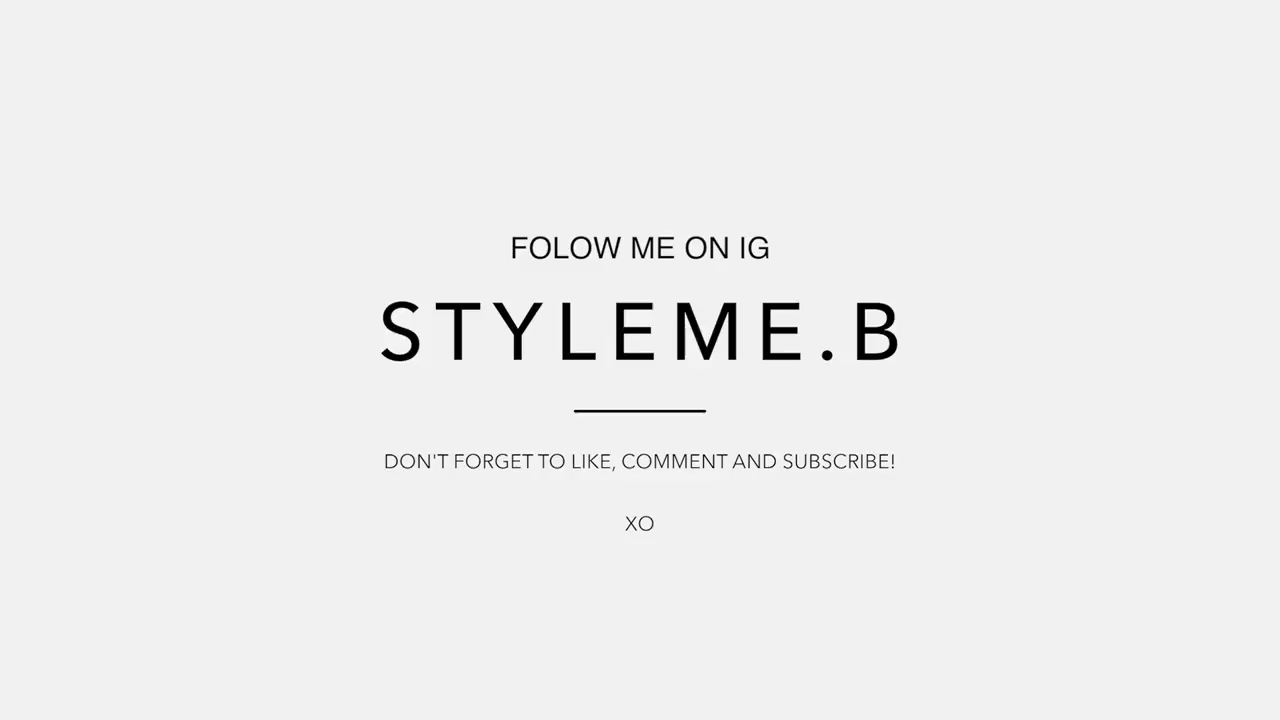 FOLOW ME ON IG
STYLEME.B
DON'T FORGET TO LIKE, COMMENT AND SUBSCRIBE!
XO